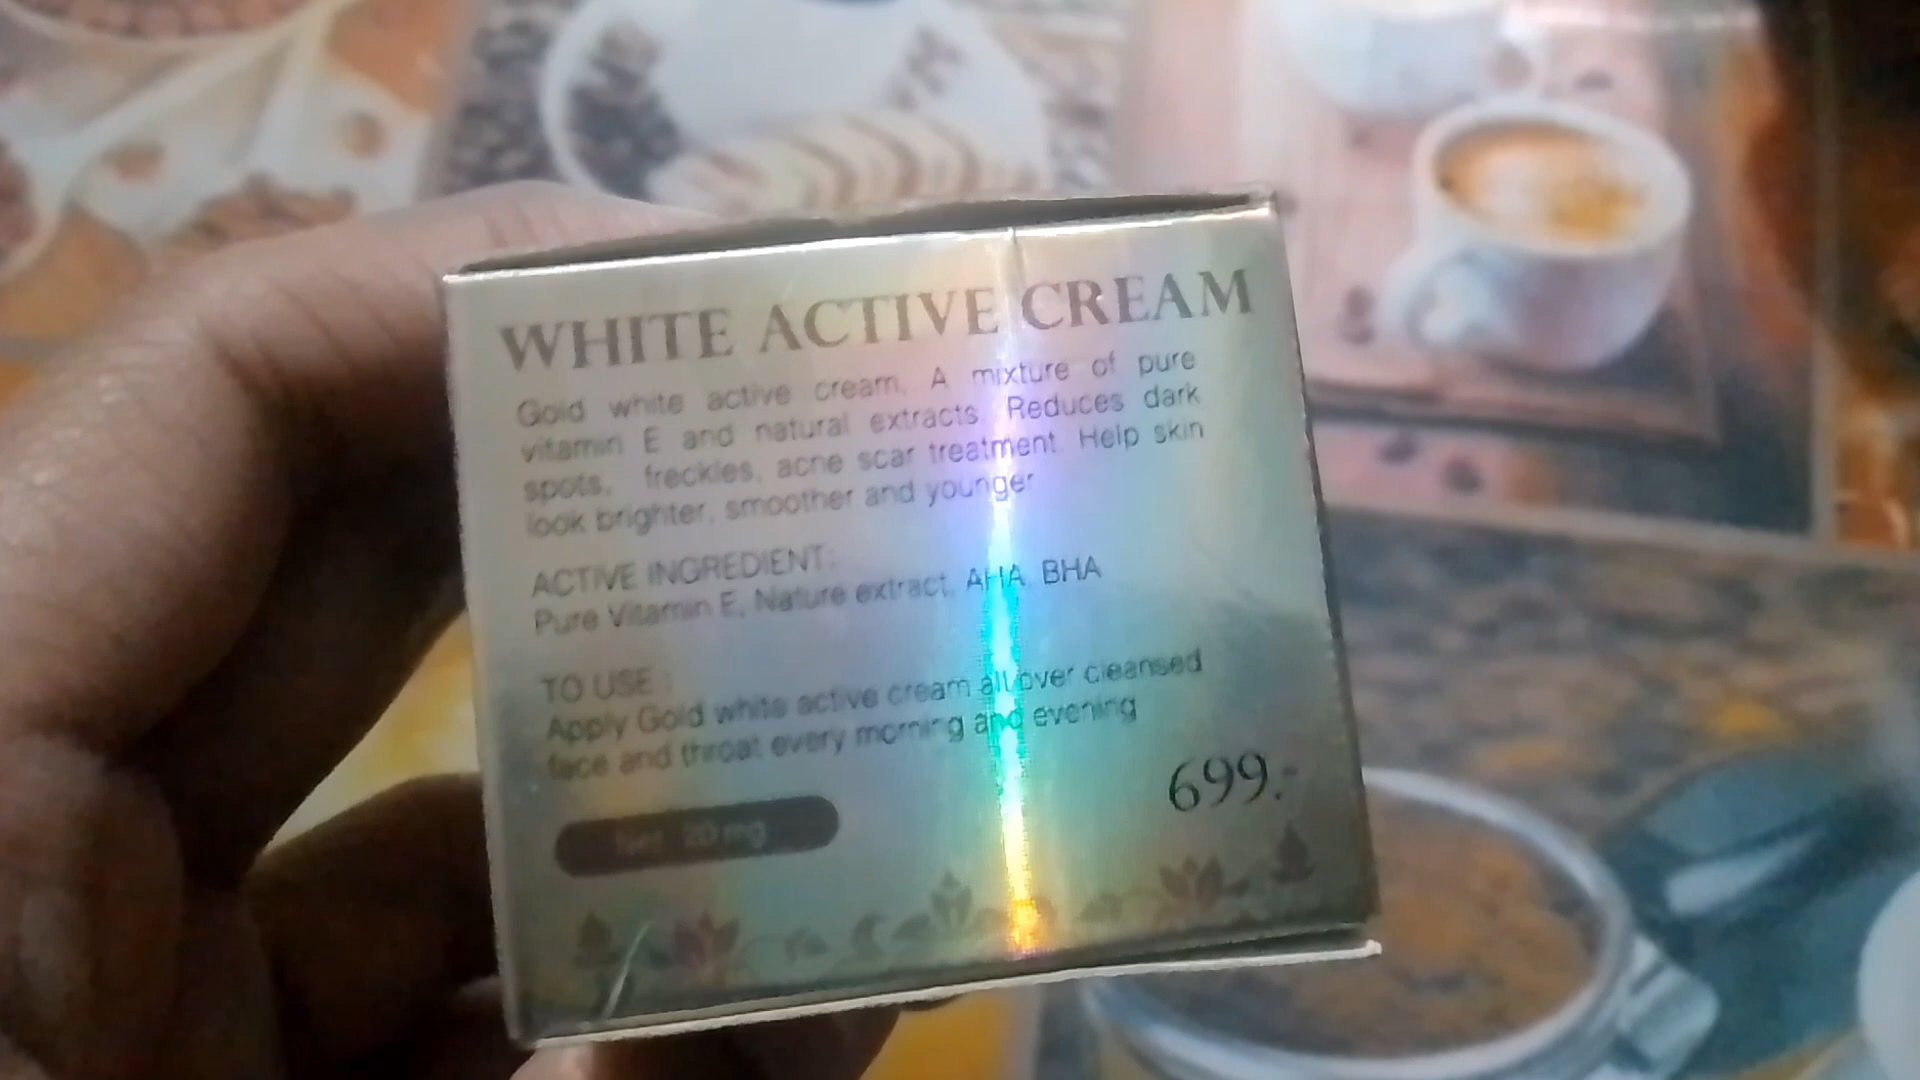 WHITE ACTIVE CREAM
Gold white active cream, A mixture of pure
vitamin E and natural extracts. Reduces dark
spots, freckles, acne scar treatment. Help skin
look brighter, smoother and younger
ACTIVE INGREDIENT:
Pure Vitamin E, Nature extract, AHA, BHA
TO USE :
Apply Gold white active cream all over cleansed
face and throat every morning and evening
699.-
Net 20 mg